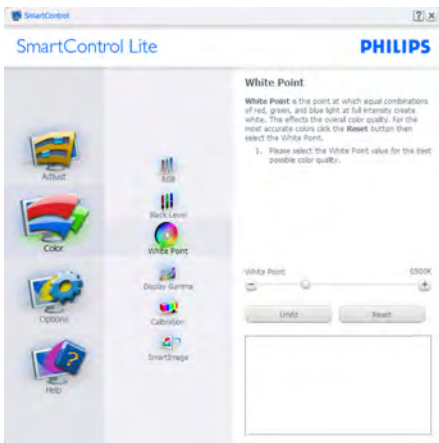 SmartControl
SmartControl Lite
PHILIPS
Adjust
Color
Options
Help
RGB
Black Level
White Point
Display Gamma
Calibration
SmartImage
White Point
White Point is the point at which equal combinations
of red, green, and blue light at full intensity create
white. This effects the overall color quality. For the
most accurate colors click the Reset button then
select the White Point.
1. Please select the White Point value for the best
possible color quality.
White Point 6500K
Undo Reset